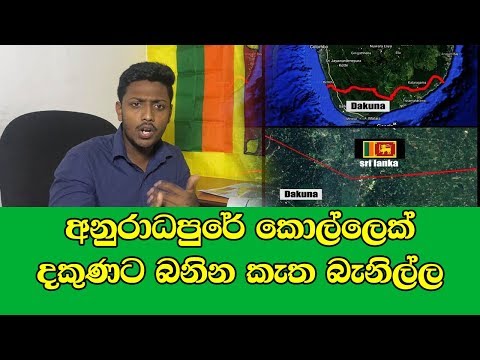 Dakuna
sri lanka
Dakuna
අනුරාධපුරේ කොල්ලෙක්
දකුණට බනින කැත බැනිල්ල